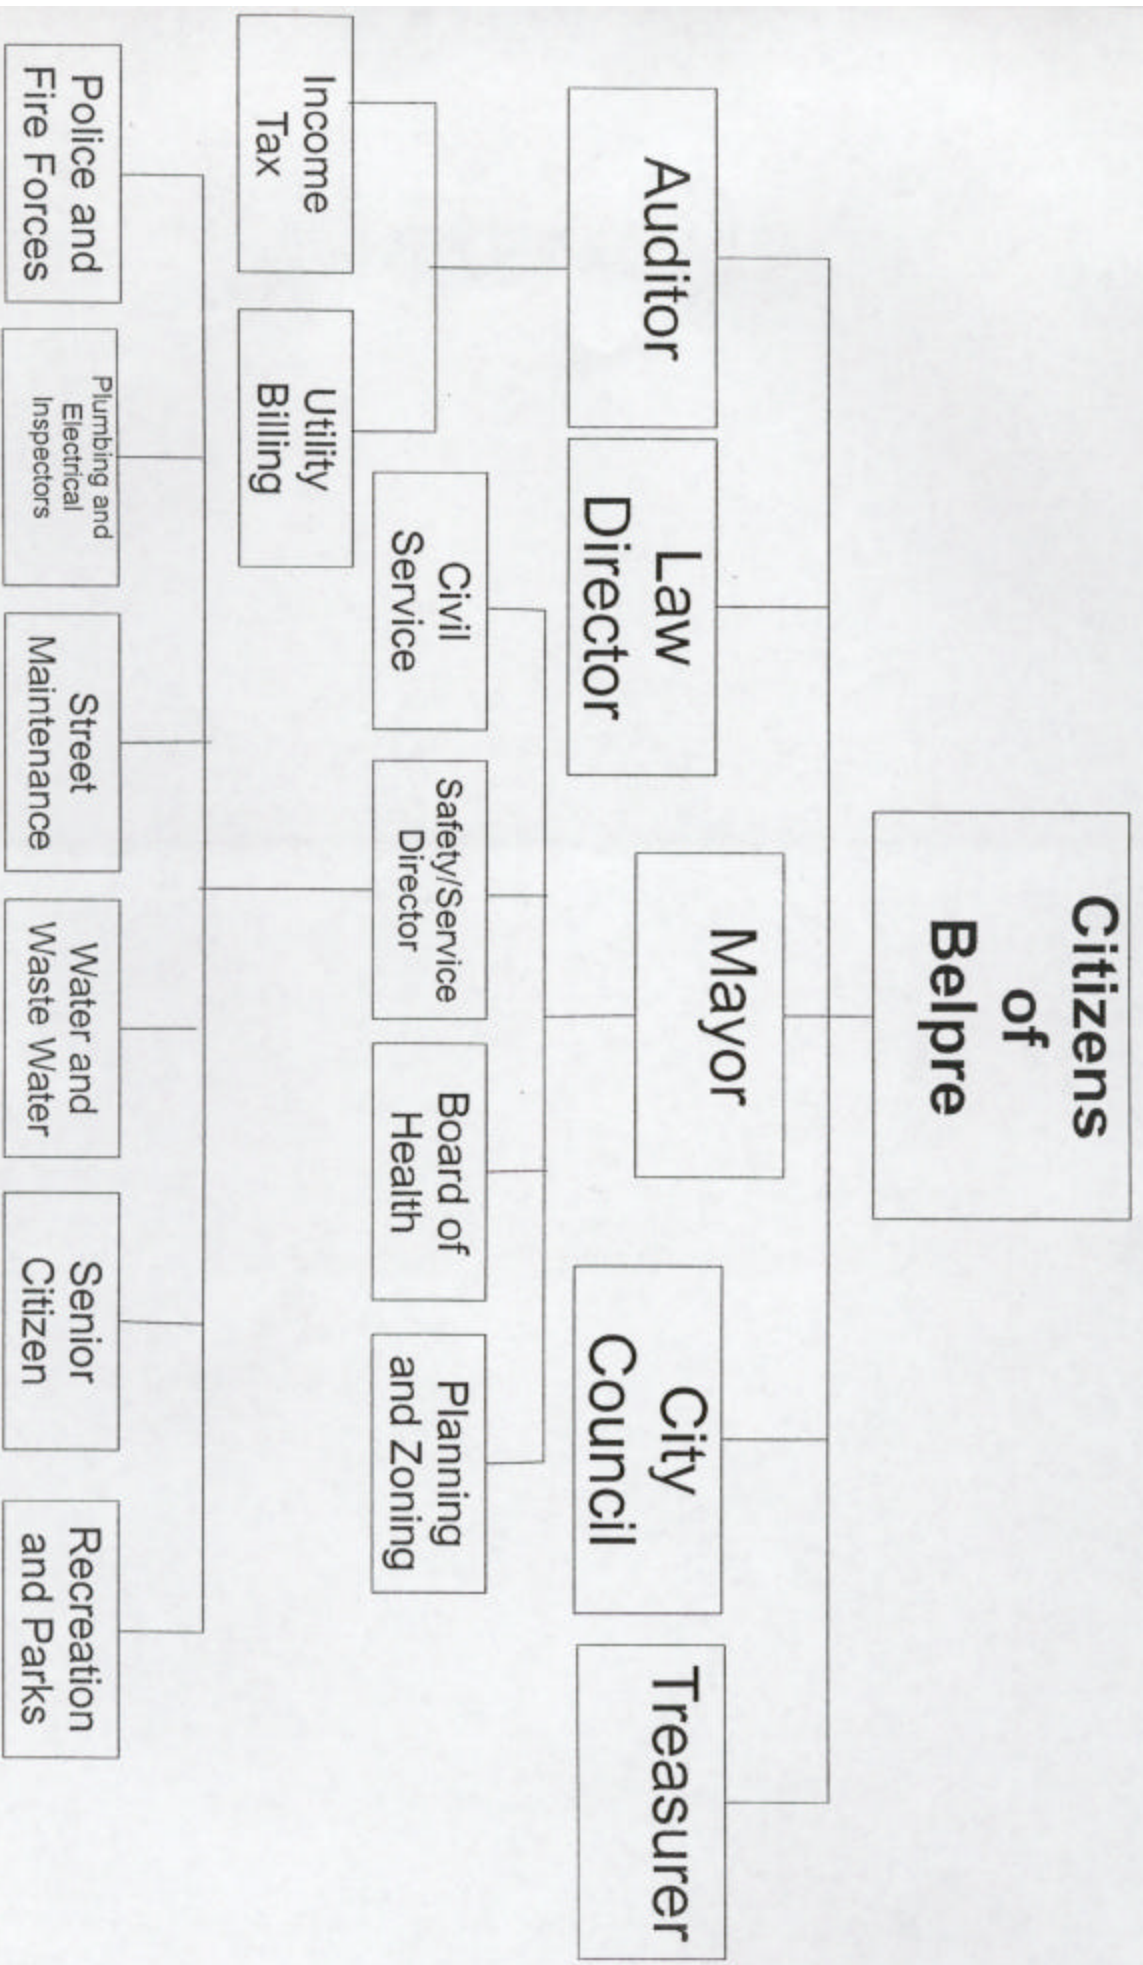 Citizens
of
Belpre
Auditor
Law
Director
Mayor
City
Council
Treasurer
Civil
Service
Safety/Service
Director
Board of
Health
Planning
and Zoning
Income
Tax
Utility
Billing
Police and
Fire Forces
Plumbing and
Electrical
Inspectors
Street
Maintenance
Water and
Waste Water
Senior
Citizen
Recreation
and Parks